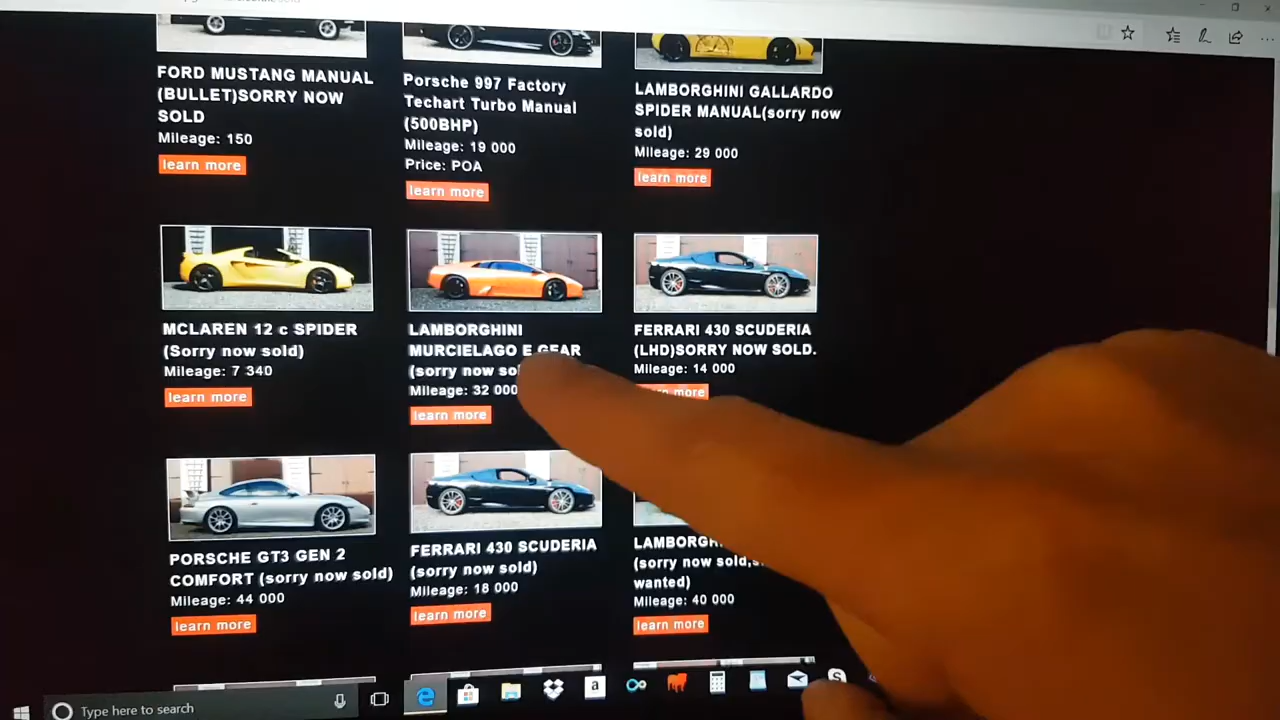 FORD MUSTANG MANUAL
(BULLET)SORRY NOW
SOLD
Mileage: 150
learn more
Porsche 997 Factory
Techart Turbo Manual
(500BHP)
Mileage: 19 000
Price: POA
learn more
LAMBORGHINI GALLARDO
SPIDER MANUAL(sorry now
sold)
Mileage: 29 000
learn more
MCLAREN 12 c SPIDER
(Sorry now sold)
Mileage: 7 340
learn more
LAMBORGHINI
MURCIELAGO E GEAR
(sorry now
Mileage: 32 000
learn more
FERRARI 430 SCUDERIA
(LHD)SORRY NOW SOLD.
Mileage: 14 000
more
PORSCHE GT3 GEN 2
COMFORT (sorry now sold)
Mileage: 44 000
learn more
FERRARI 430 SCUDERIA
(sorry now sold)
Mileage: 18 000
learn more
(sorry now sold,
wanted)
Mileage: 40 000
learn more
Type here to search